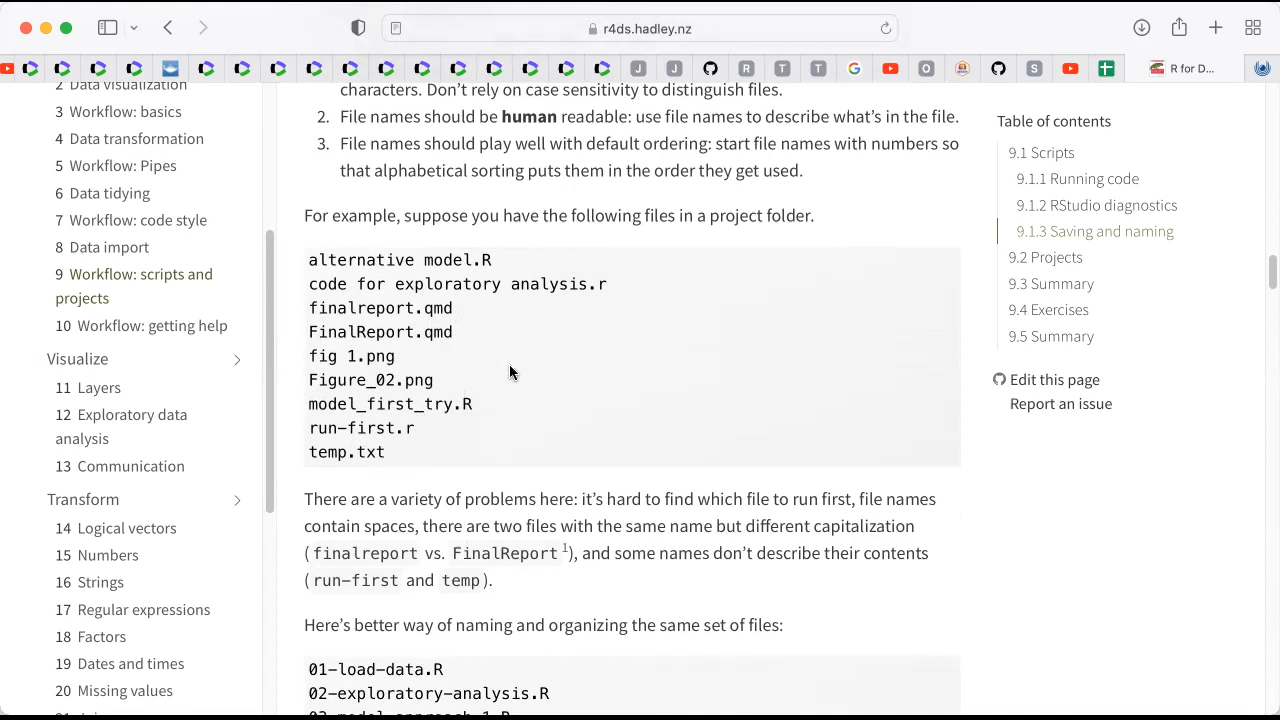 r4ds.hadley.nz
J
J
R
T
T
G
O
S
R for D...
2 Data visualization
3 Workflow: basics
4 Data transformation
5 Workflow: Pipes
6 Data tidying
7 Workflow: code style
8 Data import
9 Workflow: scripts and
projects
10 Workflow: getting help
Visualize
11 Layers
12 Exploratory data
analysis
13 Communication
Transform
14 Logical vectors
15 Numbers
16 Strings
17 Regular expressions
18 Factors
19 Dates and times
20 Missing values
characters. Don’t rely on case sensitivity to distinguish files.
2. File names should be human readable: use file names to describe what’s in the file.
3. File names should play well with default ordering: start file names with numbers so
that alphabetical sorting puts them in the order they get used.
For example, suppose you have the following files in a project folder.
alternative model.R
code for exploratory analysis.r
finalreport.qmd
FinalReport.qmd
fig 1.png
Figure_02.png
model_first_try.R
run-first.r
temp.txt
There are a variety of problems here: it’s hard to find which file to run first, file names
contain spaces, there are two files with the same name but different capitalization
(finalreport vs. FinalReport1), and some names don’t describe their contents
(run-first and temp).
Here’s better way of naming and organizing the same set of files:
01-load-data.R
02-exploratory-analysis.R
03-model-approach-1.R
Table of contents
9.1 Scripts
9.1.1 Running code
9.1.2 RStudio diagnostics
9.1.3 Saving and naming
9.2 Projects
9.3 Summary
9.4 Exercises
9.5 Summary
Edit this page
Report an issue